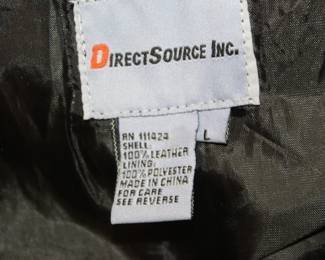 DIRECTSOURCE INC.
L
RN 111424
SHELL:
100% LEATHER
LINING:
100% POLYESTER
MADE IN CHINA
FOR CARE
SEE REVERSE